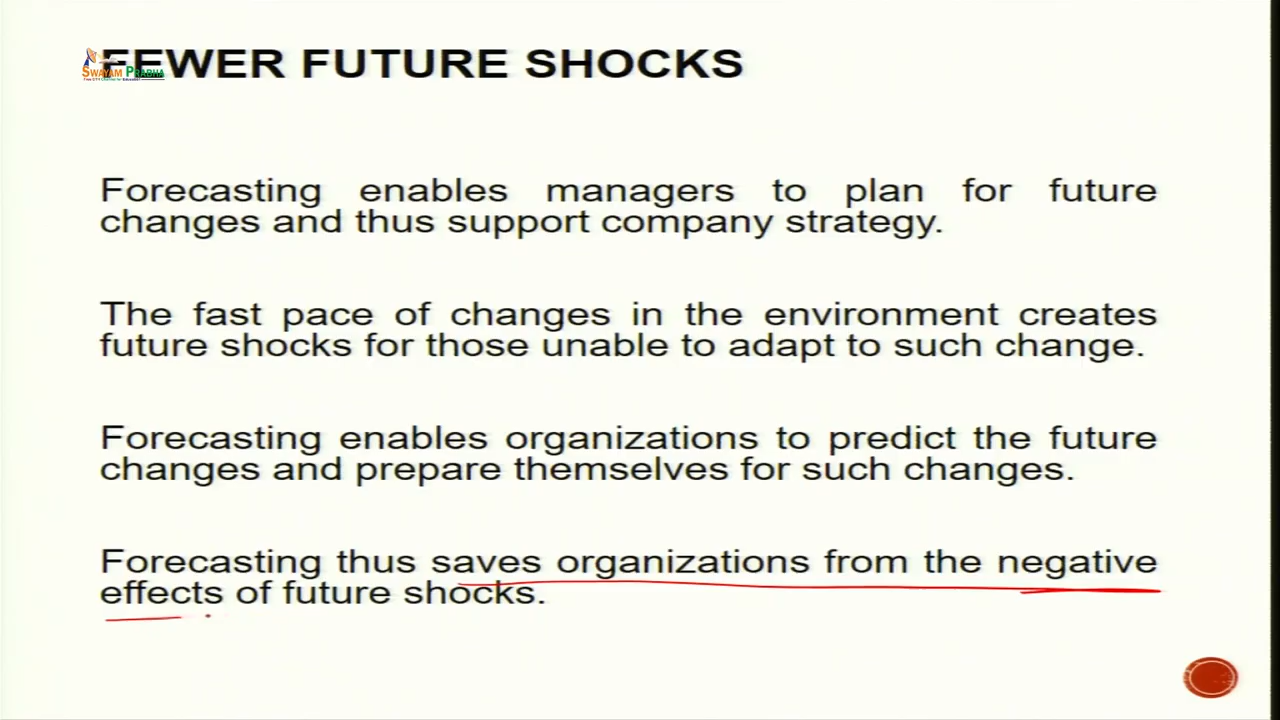 FEWER FUTURE SHOCKS
SWAYAM PRABHA
Forecasting enables managers to plan for future
changes and thus support company strategy.
The fast pace of changes in the environment creates
future shocks for those unable to adapt to such change.
Forecasting enables organizations to predict the future
changes and prepare themselves for such changes.
Forecasting thus saves organizations from the negative
effects of future shocks.